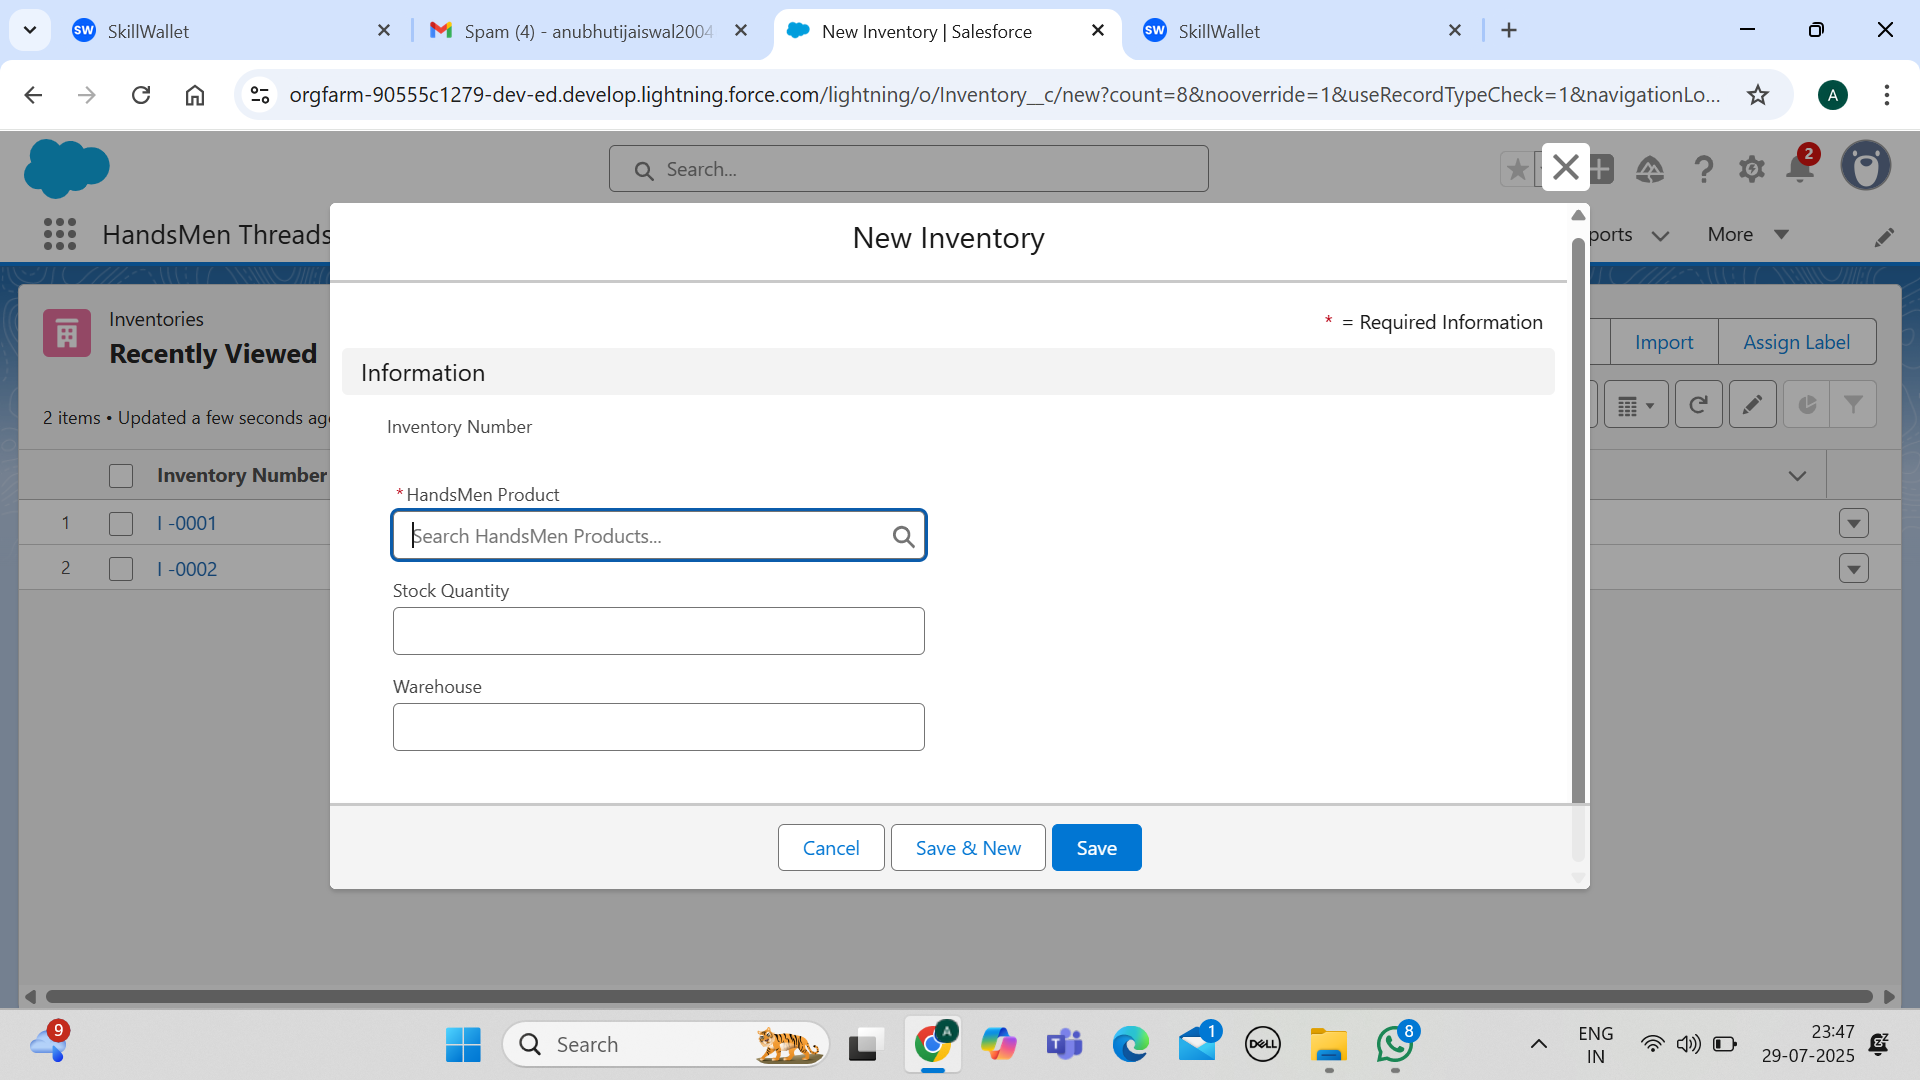 SW SkillWallet
Spam (4) - anubhutijaiswal2004
New Inventory | Salesforce
SW SkillWallet
orgfarm-90555c1279-dev-ed.develop.lightning.force.com/lightning/o/Inventory__c/new?count=8&nooverride=1&useRecordTypeCheck=1&navigationLo...
A
Search...
2
HandsMen Threads
ports
More
New Inventory
* = Required Information
Inventories
Recently Viewed
Import
Assign Label
Information
2 items • Updated a few seconds ago
Inventory Number
Inventory Number
* HandsMen Product
Search HandsMen Products...
1 I -0001
2 I -0002
Stock Quantity
Warehouse
Cancel
Save & New
Save
9
Search
A
1
DELL
8
ENG
IN
23:47
29-07-2025